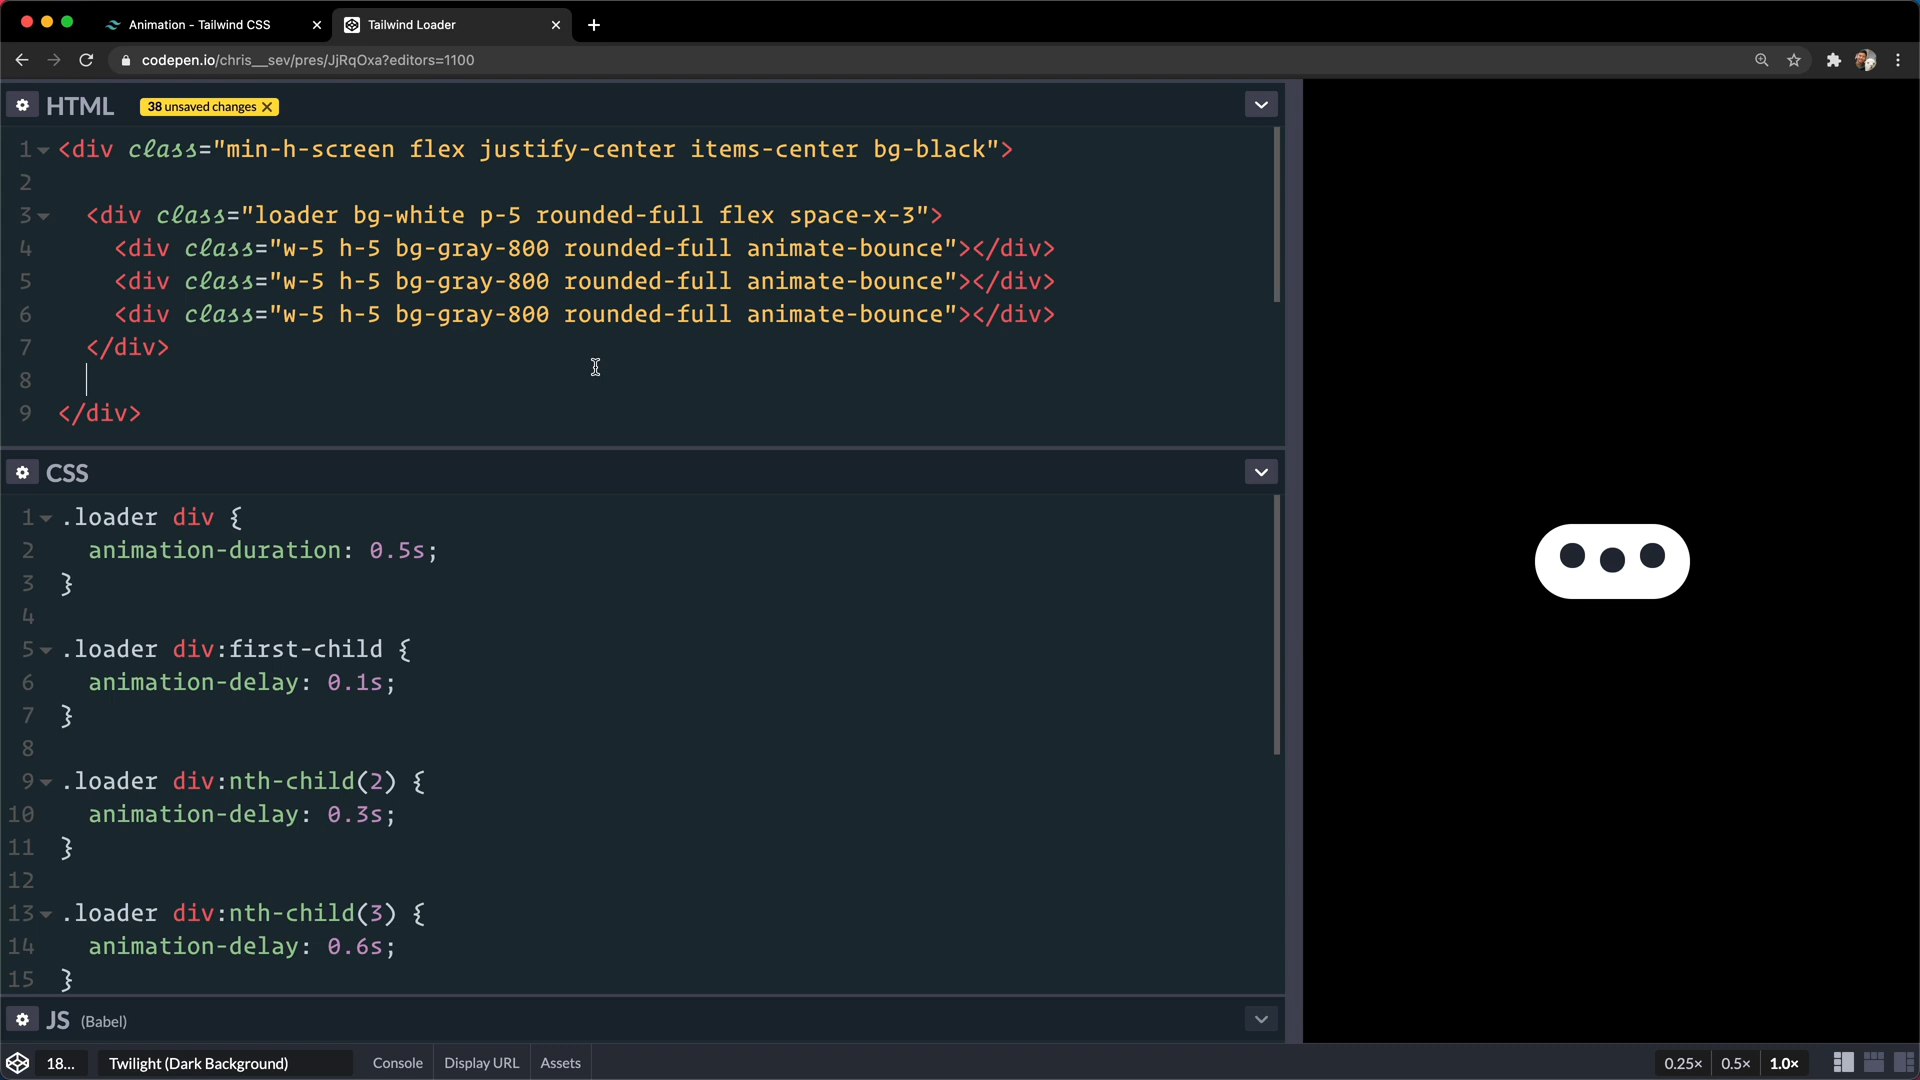 Animation - Tailwind CSS
Tailwind Loader
codepen.io/chris__sev/pres/JjRqOxa?editors=1100
HTML 38 unsaved changes
1 <div class="min-h-screen flex justify-center items-center bg-black">
2
3 <div class="loader bg-white p-5 rounded-full flex space-x-3">
4 <div class="w-5 h-5 bg-gray-800 rounded-full animate-bounce"></div>
5 <div class="w-5 h-5 bg-gray-800 rounded-full animate-bounce"></div>
6 <div class="w-5 h-5 bg-gray-800 rounded-full animate-bounce"></div>
7 </div>
8
9 </div>
CSS
1 .loader div {
2 animation-duration: 0.5s;
3 }
4
5 .loader div:first-child {
6 animation-delay: 0.1s;
7 }
8
9 .loader div:nth-child(2) {
10 animation-delay: 0.3s;
11 }
12
13 .loader div:nth-child(3) {
14 animation-delay: 0.6s;
15 }
JS (Babel)
18... Twilight (Dark Background) Console Display URL Assets 0.25× 0.5× 1.0×